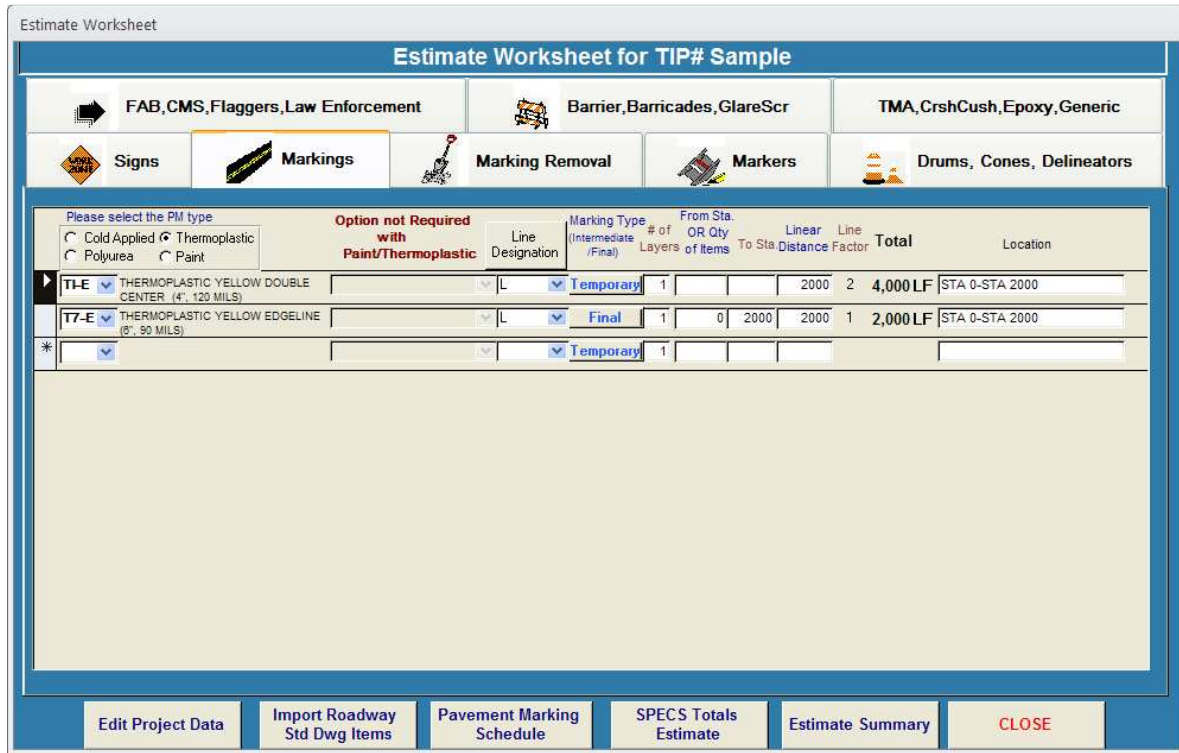 Estimate Worksheet
Estimate Worksheet for TIP# Sample
FAB,CMS,Flaggers,Law Enforcement
Barrier,Barricades,GlareScr
TMA,CrshCush,Epoxy,Generic
WORK
ZONE
Signs
Markings
Marking Removal
Markers
Drums, Cones, Delineators
Please select the PM type
Cold Applied Thermoplastic
Polyurea Paint
Option not Required
with
Paint/Thermoplastic
Line
Designation
Marking Type
(Intermediate
/Final)
# of
Layers
From Sta.
OR Qty
of Items
To Sta.
Linear
Distance
Line
Factor
Total
Location
TI-E THERMOPLASTIC YELLOW DOUBLE
CENTER (4", 120 MILS)
L Temporary 1 2000 2 4,000 LF STA 0-STA 2000
T7-E THERMOPLASTIC YELLOW EDGELINE
(6", 90 MILS)
L Final 1 0 2000 2000 1 2,000 LF STA 0-STA 2000
* Temporary 1
Edit Project Data
Import Roadway
Std Dwg Items
Pavement Marking
Schedule
SPECS Totals
Estimate
Estimate Summary
CLOSE